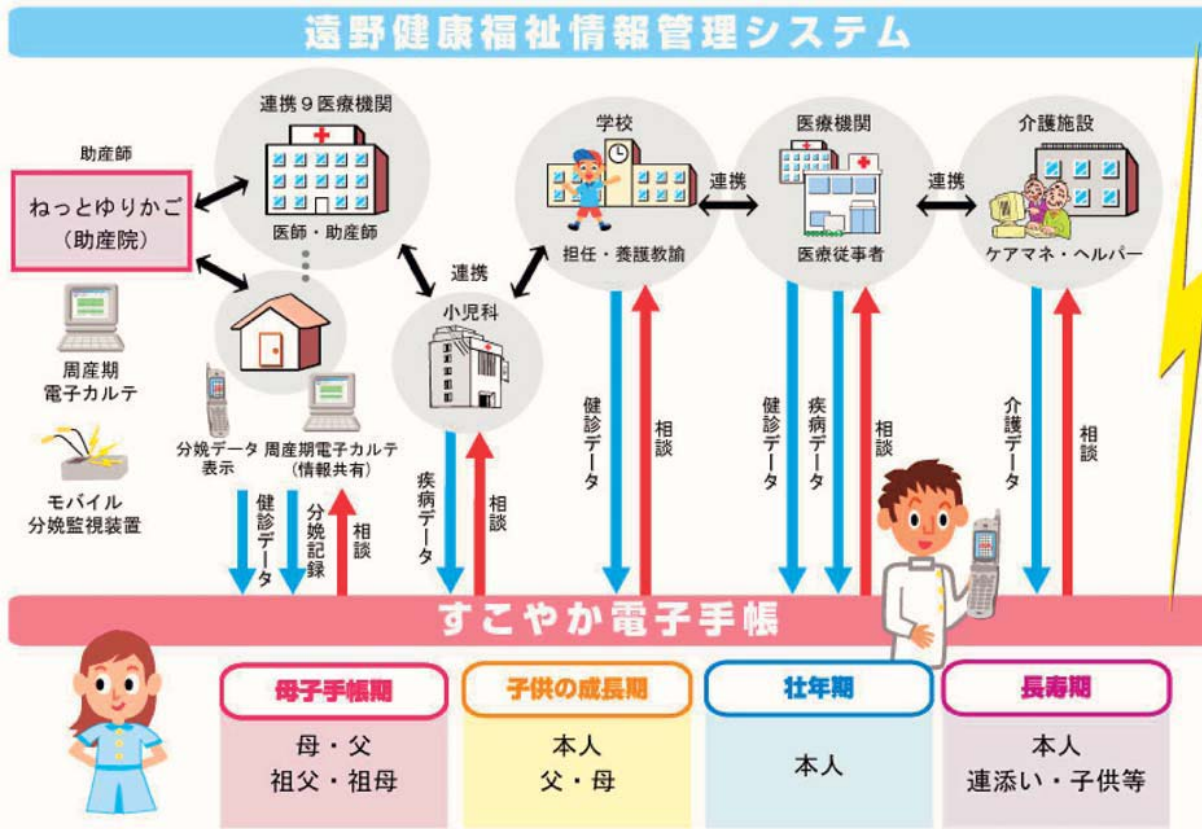 遠野健康福祉情報管理システム
連携9医療機関
医師・助産師
助産師
ねっとゆりかご
(助産院)
周産期
電子カルテ
モバイル
分娩監視装置
分娩データ
表示
周産期電子カルテ
(情報共有)
健診データ
分娩記録
相談
連携
小児科
疾病データ
相談
学校
担任・養護教諭
健診データ
相談
連携
医療機関
医療従事者
健診データ
疾病データ
相談
連携
介護施設
ケアマネ・ヘルパー
介護データ
相談
すこやか電子手帳
母子手帳期
母・父
祖父・祖母
子供の成長期
本人
父・母
壮年期
本人
長寿期
本人
連添い・子供等